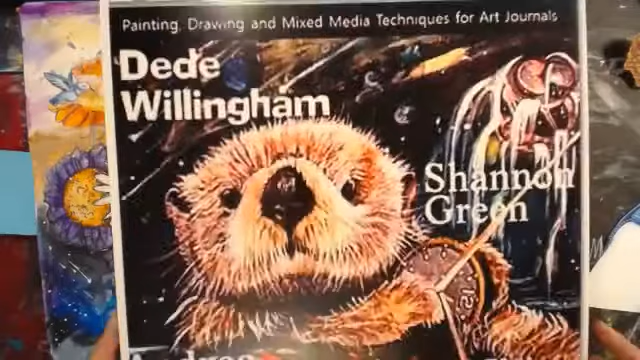 Painting, Drawing and Mixed Media Techniques for Art Journals
Dede
Willingham
Shannon
Green